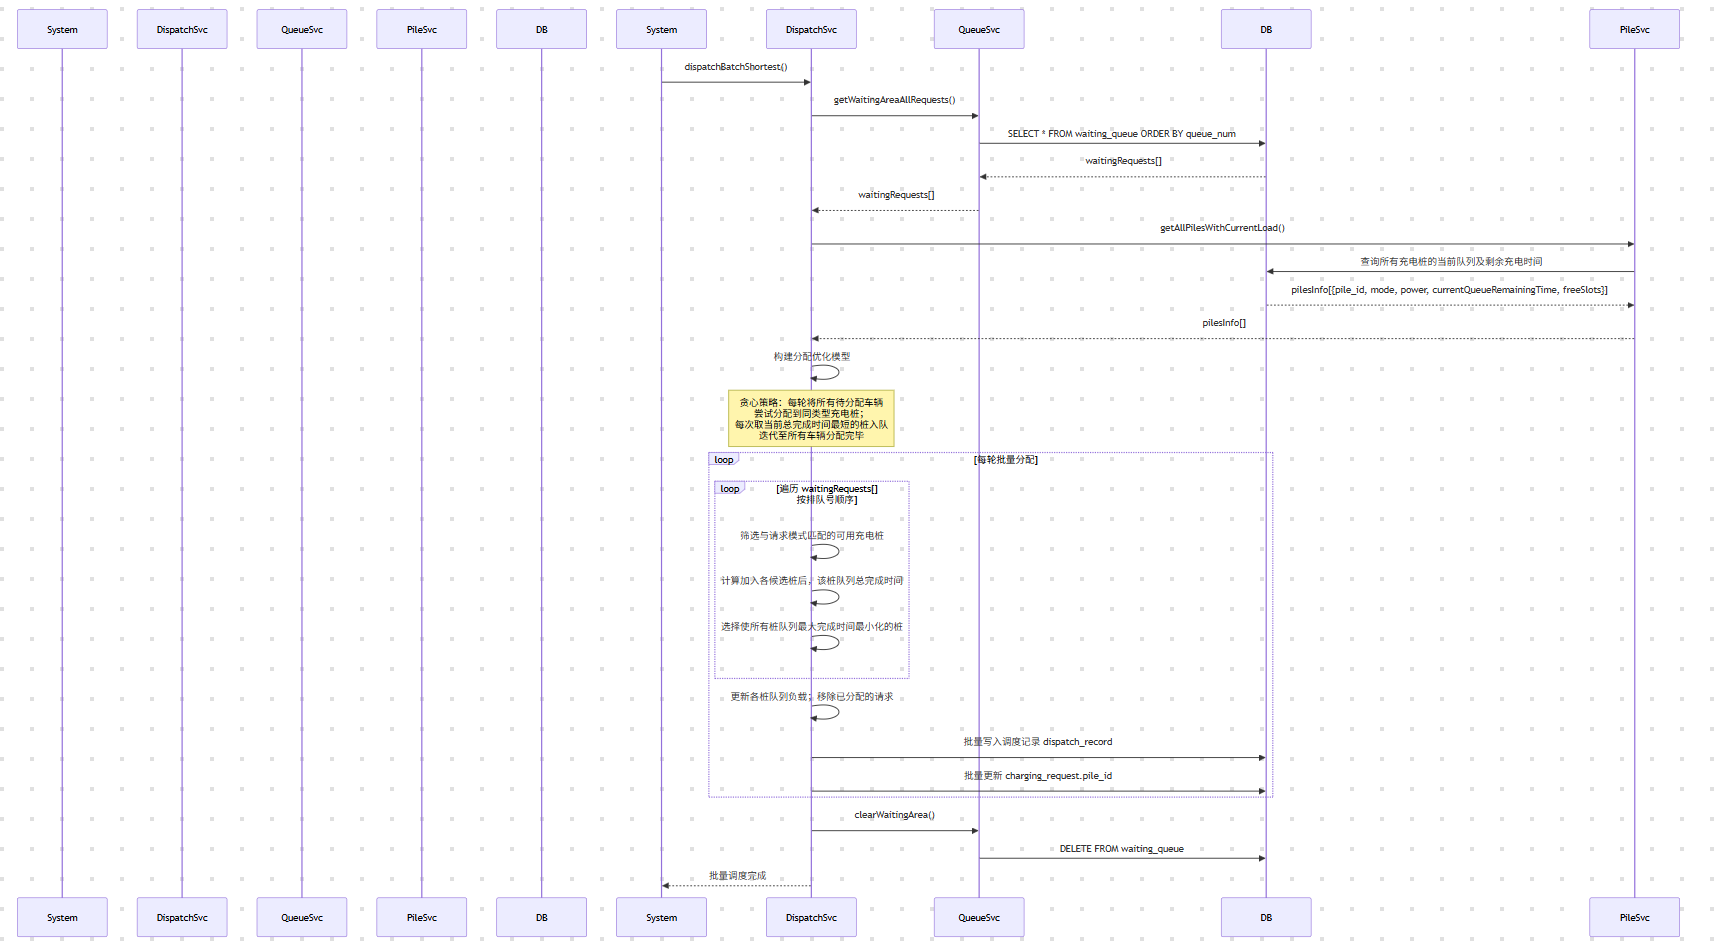 System
DispatchSvc
QueueSvc
PileSvc
DB
System
DispatchSvc
QueueSvc
DB
PileSvc
dispatchBatchShortest()
getWaitingAreaAllRequests()
SELECT * FROM waiting_queue ORDER BY queue_num
waitingRequests[]
waitingRequests[]
getAllPilesWithCurrentLoad()
查询所有充电桩的当前队列及剩余充电时间
pilesInfo[{pile_id, mode, power, currentQueueRemainingTime, freeSlots}]
pilesInfo[]
构建分配优化模型
贪心策略：每轮将所有待分配车辆
尝试分配到同类型充电桩；
每次取当前总完成时间最短的桩入队
迭代至所有车辆分配完毕
loop
[每轮批量分配]
loop
[遍历 waitingRequests[]
按排队号顺序]
筛选与请求模式匹配的可用充电桩
计算加入各候选桩后，该桩队列总完成时间
选择使所有桩队列最大完成时间最小化的桩
更新各桩队列负载；移除已分配的请求
批量写入调度记录 dispatch_record
批量更新 charging_request.pile_id
clearWaitingArea()
DELETE FROM waiting_queue
批量调度完成
System
DispatchSvc
QueueSvc
PileSvc
DB
System
DispatchSvc
QueueSvc
DB
PileSvc